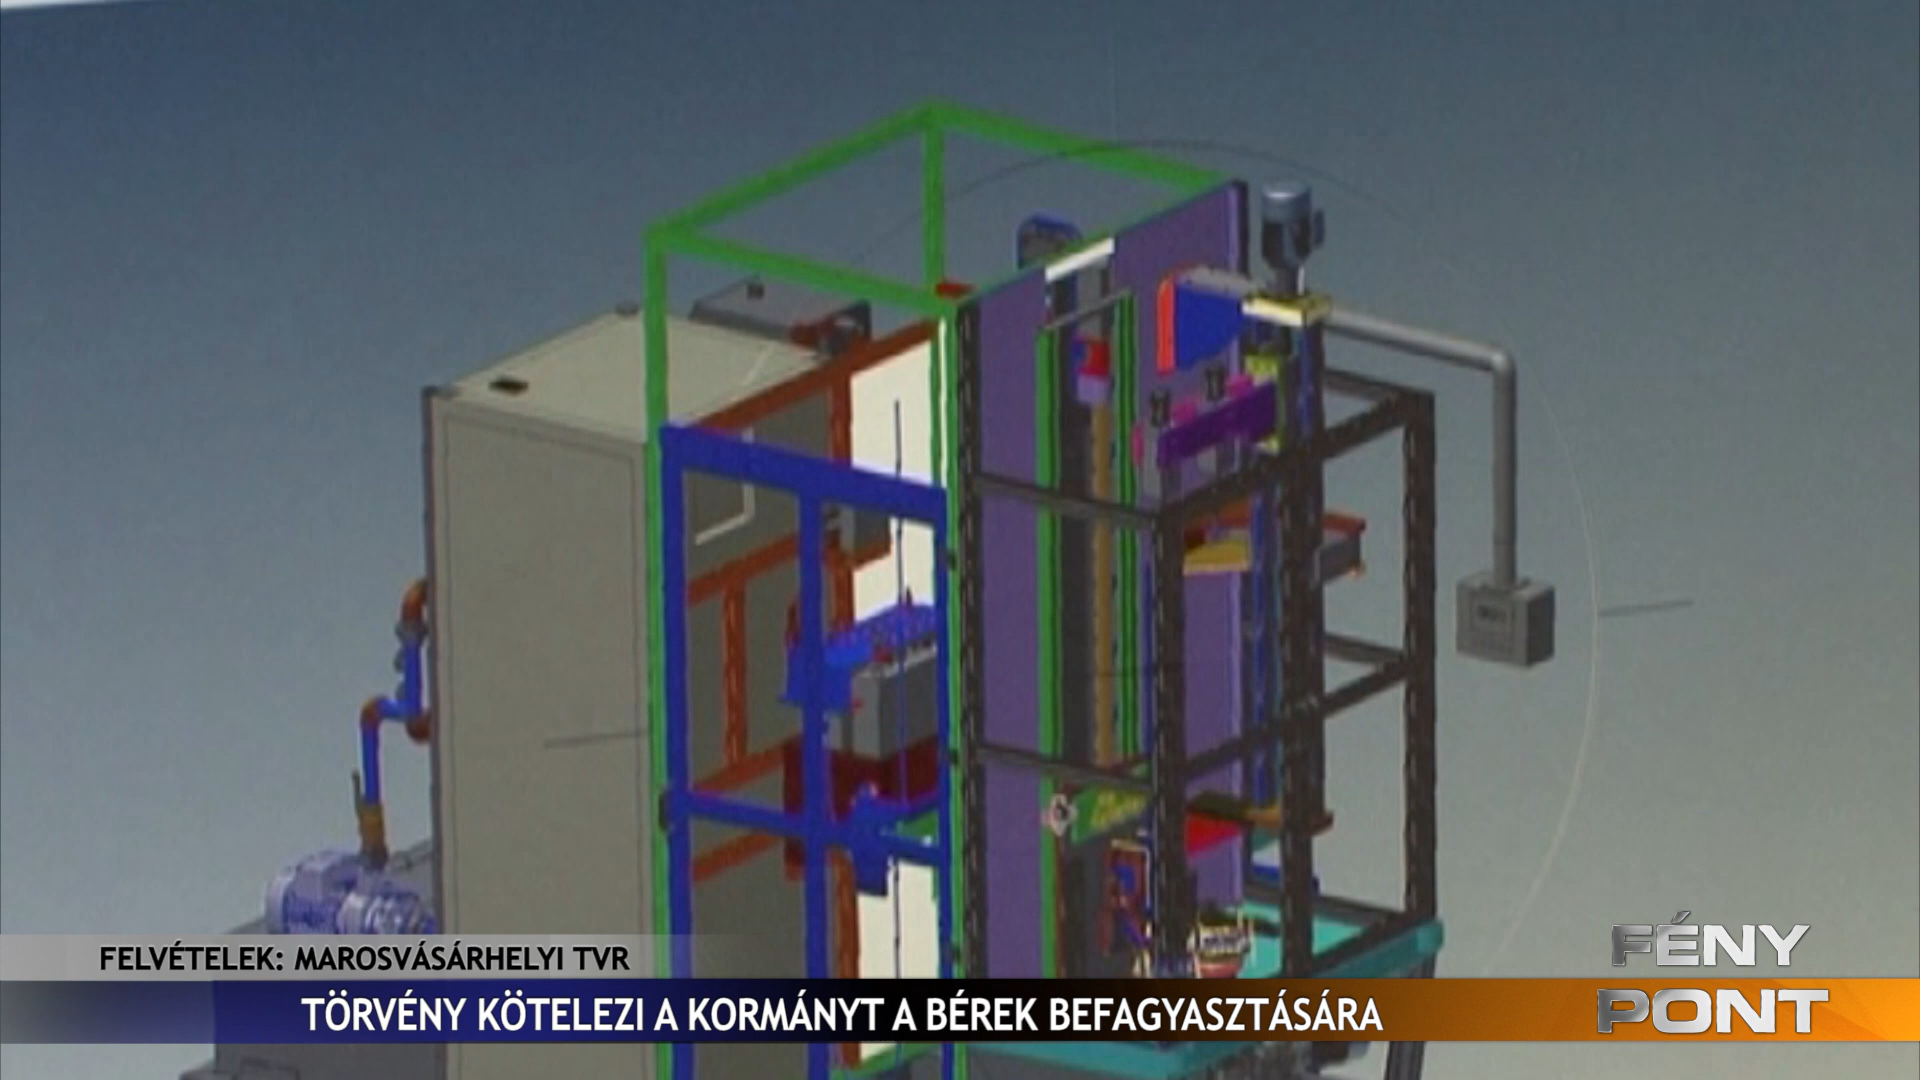 FELVÉTELEK: MAROSVÁSÁRHELYI TVR
TÖRVÉNY KÖTELEZI A KORMÁNYT A BÉREK BEFAGYASZTÁSÁRA
FÉNY
PONT